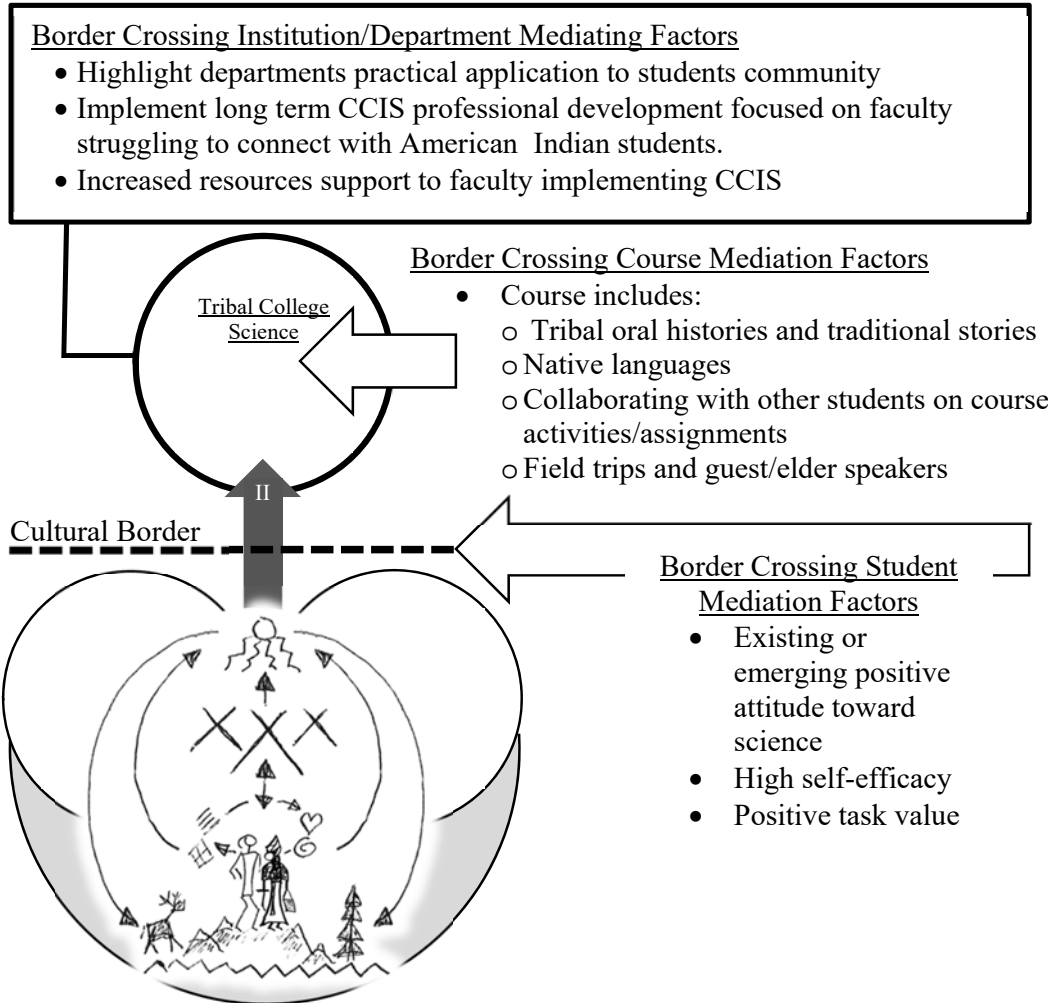 Border Crossing Institution/Department Mediating Factors
• Highlight departments practical application to students community
• Implement long term CCIS professional development focused on faculty
struggling to connect with American Indian students.
• Increased resources support to faculty implementing CCIS
Border Crossing Course Mediation Factors
• Course includes:
o Tribal oral histories and traditional stories
o Native languages
o Collaborating with other students on course
activities/assignments
o Field trips and guest/elder speakers
Tribal College
Science
II
Cultural Border
Border Crossing Student
Mediation Factors
• Existing or
emerging positive
attitude toward
science
• High self-efficacy
• Positive task value